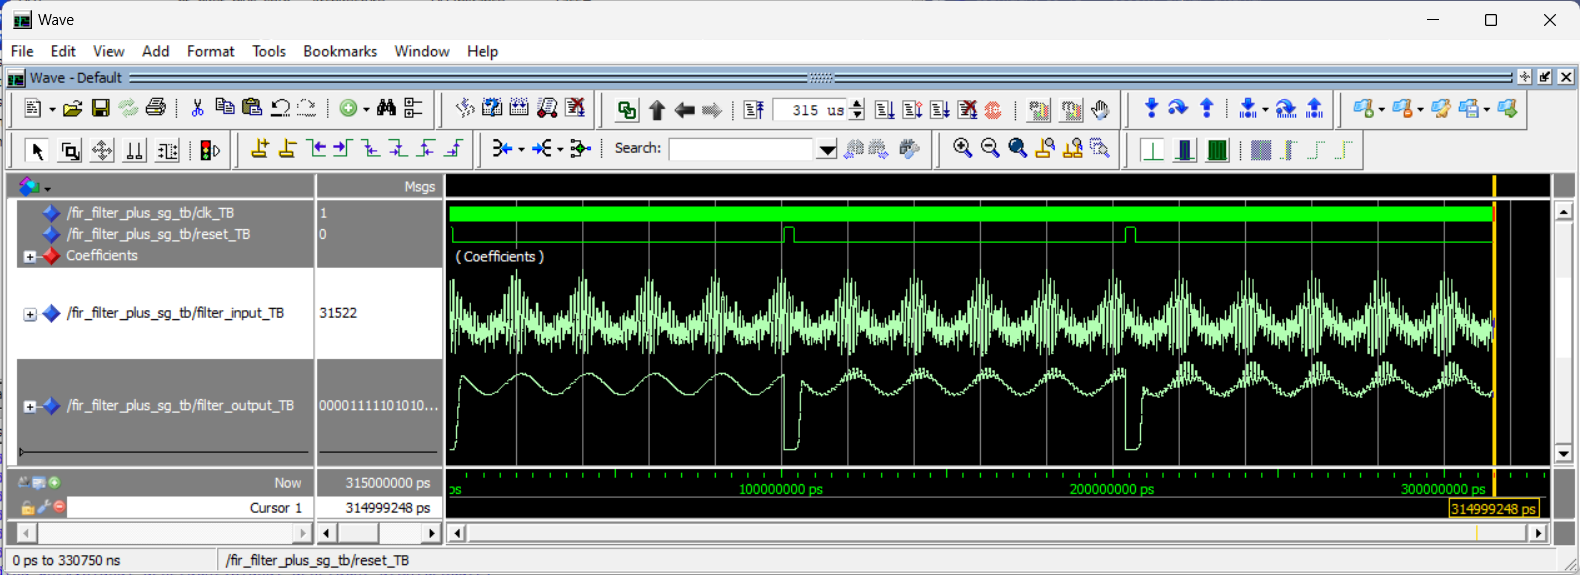 Wave
File Edit View Add Format Tools Bookmarks Window Help
Wave - Default
315 us
Search:
Msgs
/fir_filter_plus_sg_tb/clk_TB 1
/fir_filter_plus_sg_tb/reset_TB 0
Coefficients ( Coefficients )
/fir_filter_plus_sg_tb/filter_input_TB 31522
/fir_filter_plus_sg_tb/filter_output_TB 00001111101010...
Now 315000000 ps ps 100000000 ps 200000000 ps 300000000 ps
Cursor 1 314999248 ps 314999248 ps
0 ps to 330750 ns /fir_filter_plus_sg_tb/reset_TB